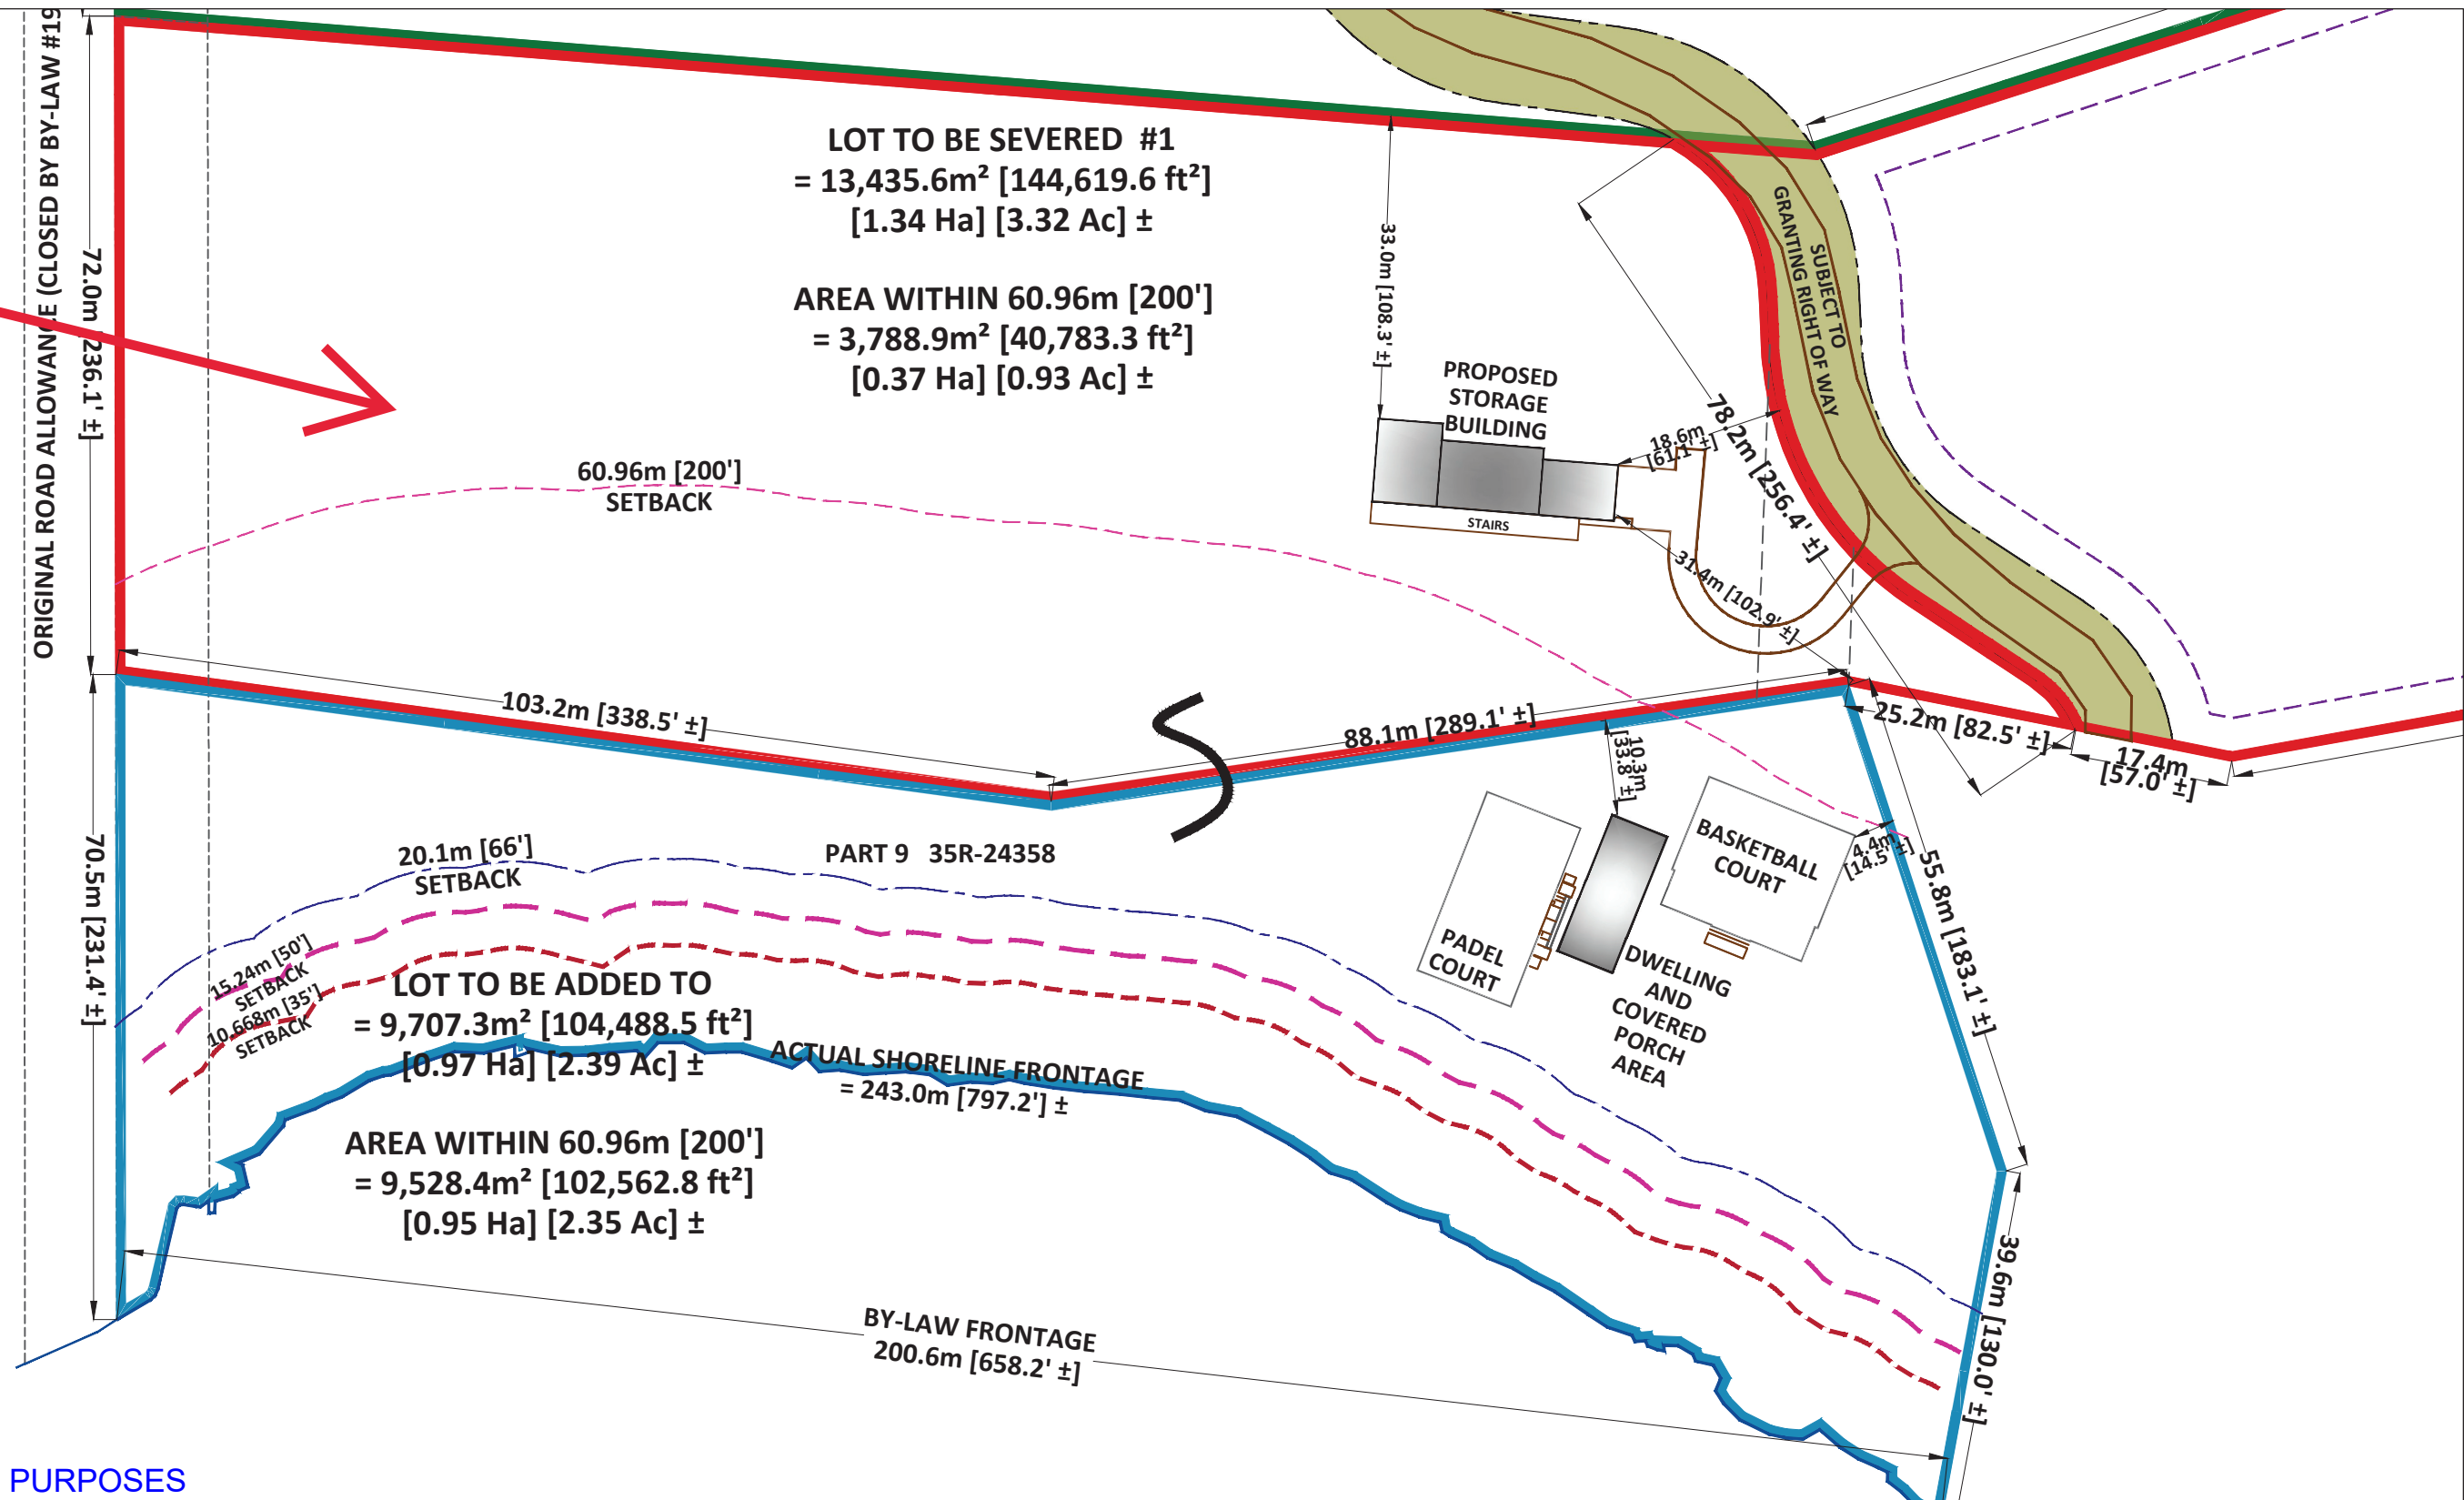 ORIGINAL ROAD ALLOWANCE (CLOSED BY BY-LAW #19
72.0m [236.1' ±]
LOT TO BE SEVERED #1
= 13,435.6m² [144,619.6 ft²]
[1.34 Ha] [3.32 Ac] ±
AREA WITHIN 60.96m [200']
= 3,788.9m² [40,783.3 ft²]
[0.37 Ha] [0.93 Ac] ±
33.0m [108.3' ±]
PROPOSED
STORAGE
BUILDING
STAIRS
18.6m
[61.1' ±]
78.2m [256.4' ±]
SUBJECT TO
GRANTING RIGHT OF WAY
31.4m [102.9' ±]
60.96m [200']
SETBACK
103.2m [338.5' ±]
88.1m [289.1' ±]
25.2m [82.5' ±]
17.4m
[57.0' ±]
10.3m
[33.8' ±]
70.5m [231.4' ±]
20.1m [66']
SETBACK
PART 9 35R-24358
BASKETBALL
COURT
4.4m
[14.5' ±]
55.8m [183.1' ±]
PADEL
COURT
DWELLING
AND
COVERED
PORCH
AREA
15.24m [50']
SETBACK
10.668m [35']
SETBACK
LOT TO BE ADDED TO
= 9,707.3m² [104,488.5 ft²]
[0.97 Ha] [2.39 Ac] ±
ACTUAL SHORELINE FRONTAGE
= 243.0m [797.2'] ±
AREA WITHIN 60.96m [200']
= 9,528.4m² [102,562.8 ft²]
[0.95 Ha] [2.35 Ac] ±
39.6m [130.0' ±]
BY-LAW FRONTAGE
200.6m [658.2' ±]
PURPOSES